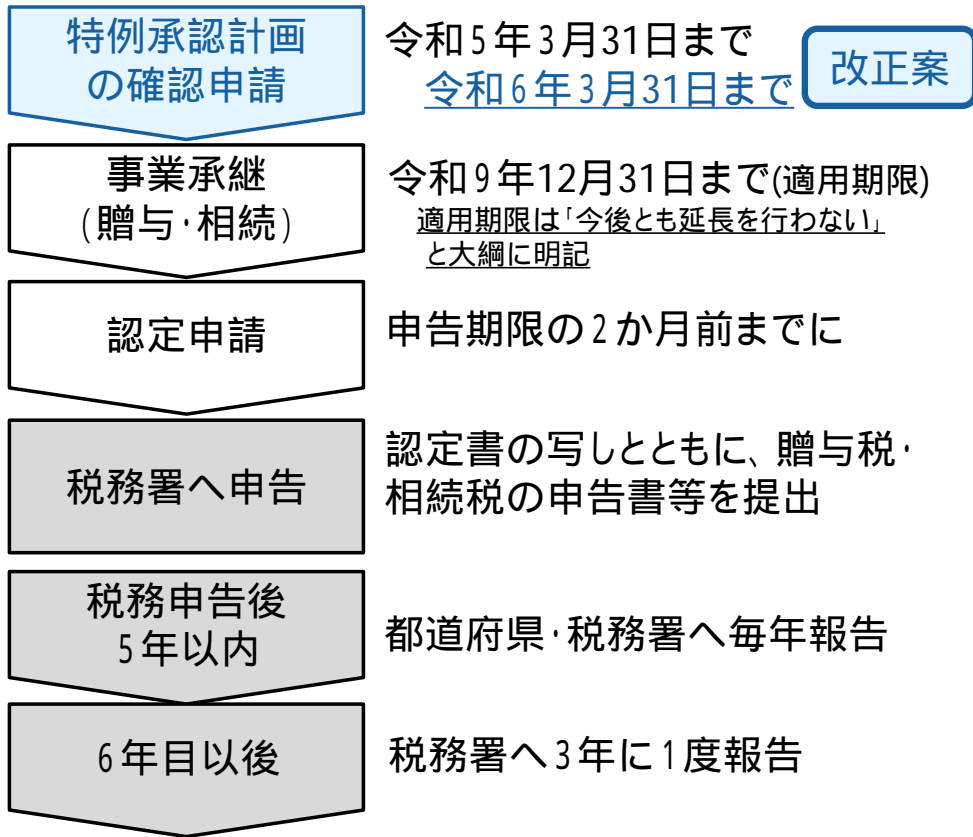 特例承認計画
の確認申請
令和5年3月31日まで
令和6年3月31日まで
改正案
事業承継
(贈与･相続)
令和9年12月31日まで(適用期限)
適用期限は｢今後とも延長を行わない｣
と大綱に明記
認定申請
申告期限の2か月前までに
税務署へ申告
認定書の写しとともに、贈与税･
相続税の申告書等を提出
税務申告後
5年以内
都道府県･税務署へ毎年報告
6年目以後
税務署へ3年に1度報告